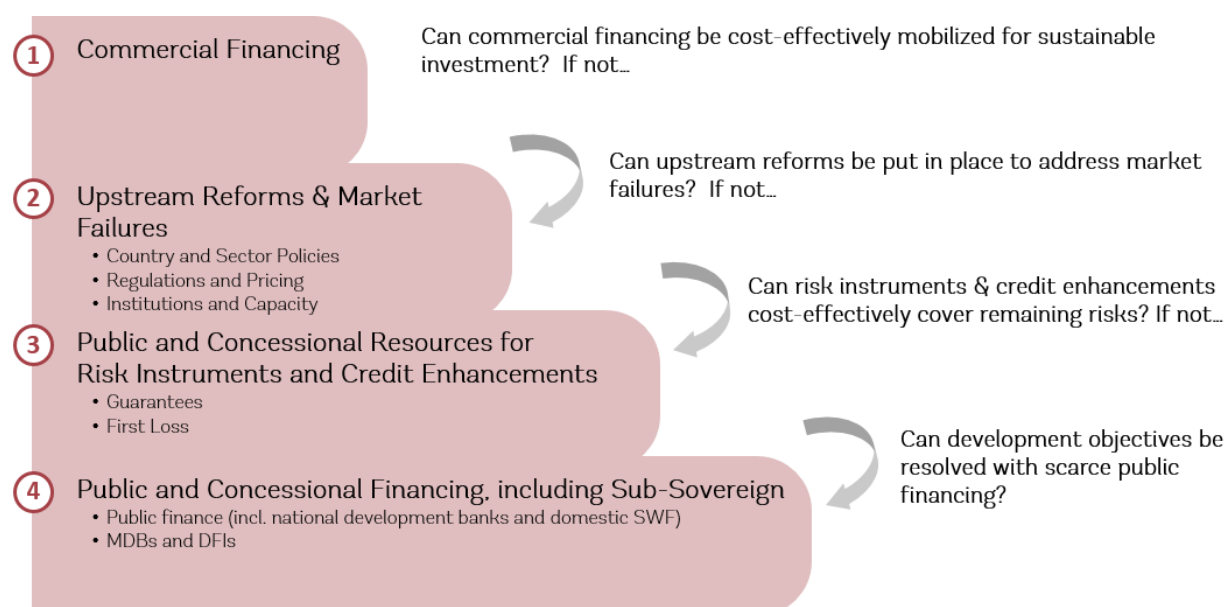 1
Commercial Financing
Can commercial financing be cost-effectively mobilized for sustainable
investment? If not…
Can upstream reforms be put in place to address market
failures? If not…
2
Upstream Reforms & Market
Failures
• Country and Sector Policies
• Regulations and Pricing
• Institutions and Capacity
Can risk instruments & credit enhancements
cost-effectively cover remaining risks? If not…
3
Public and Concessional Resources for
Risk Instruments and Credit Enhancements
• Guarantees
• First Loss
Can development objectives be
resolved with scarce public
financing?
4
Public and Concessional Financing, including Sub-Sovereign
• Public finance (incl. national development banks and domestic SWF)
• MDBs and DFIs